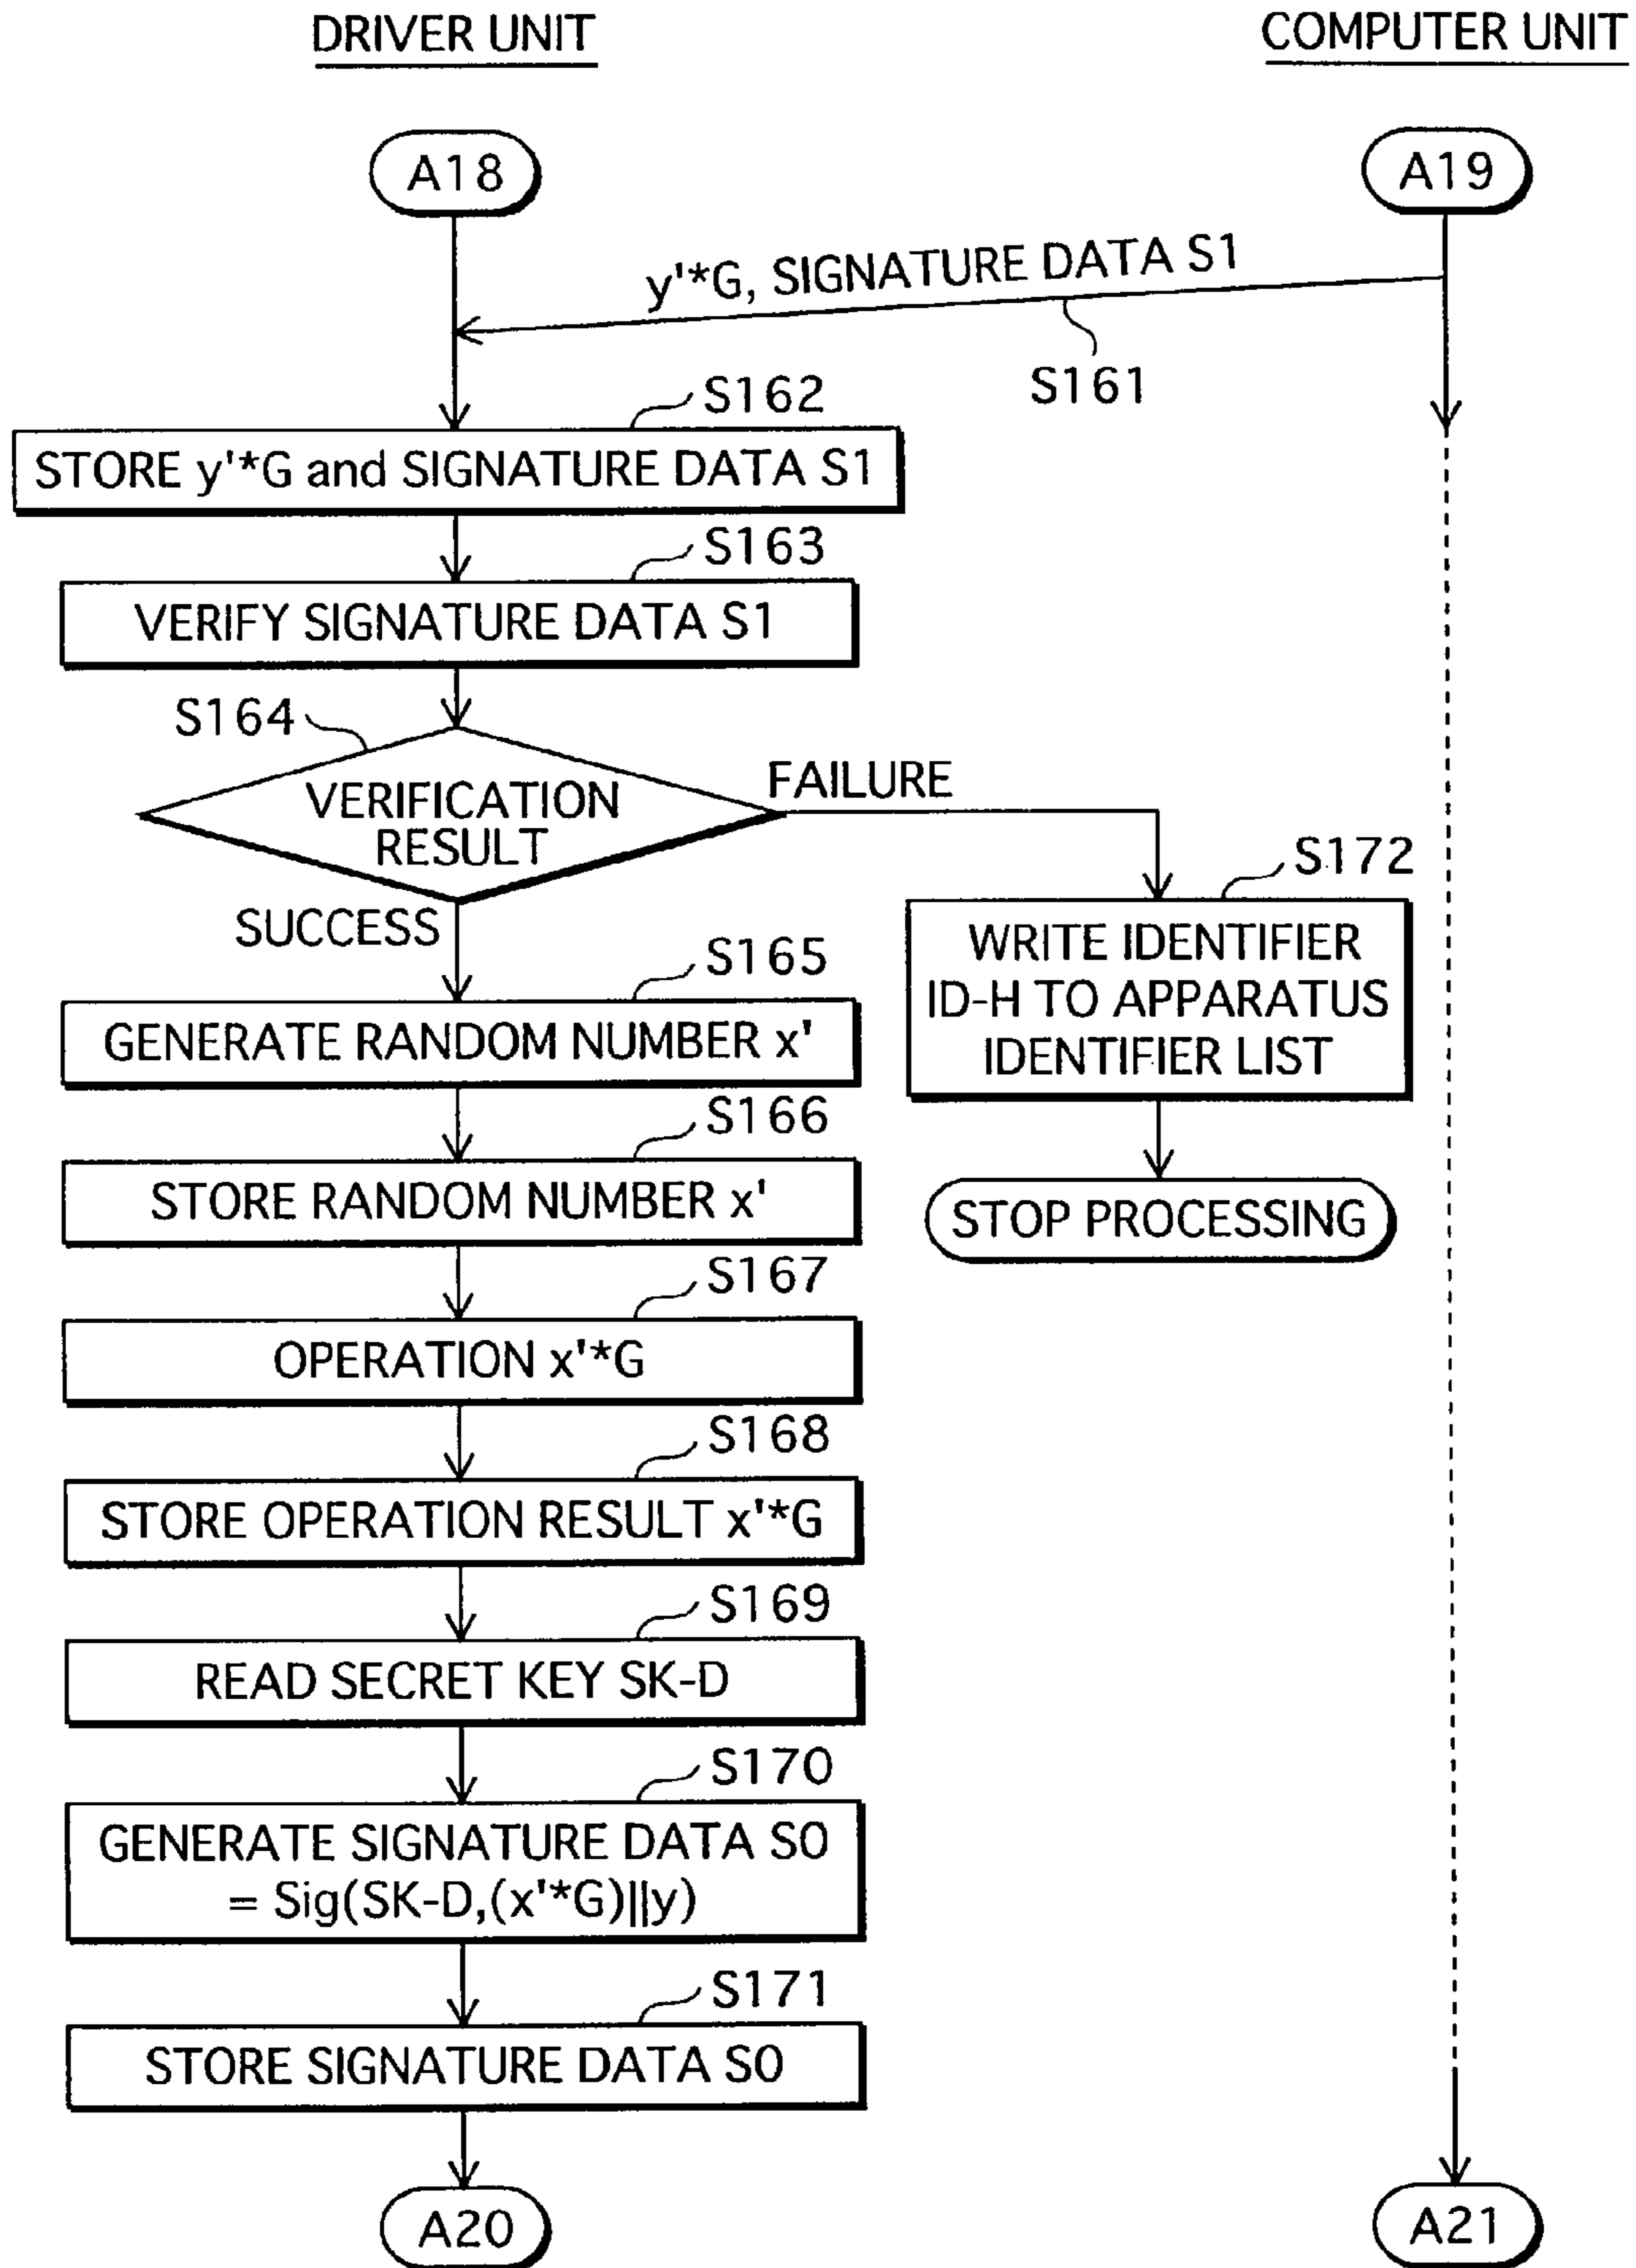 DRIVER UNIT
COMPUTER UNIT
A18
A19
y'*G, SIGNATURE DATA S1
S161
S162
STORE y'*G and SIGNATURE DATA S1
S163
VERIFY SIGNATURE DATA S1
S164
VERIFICATION
RESULT
FAILURE
SUCCESS
S172
WRITE IDENTIFIER
ID-H TO APPARATUS
IDENTIFIER LIST
STOP PROCESSING
S165
GENERATE RANDOM NUMBER x'
S166
STORE RANDOM NUMBER x'
S167
OPERATION x'*G
S168
STORE OPERATION RESULT x'*G
S169
READ SECRET KEY SK-D
S170
GENERATE SIGNATURE DATA S0
= Sig(SK-D,(x'*G)||y)
S171
STORE SIGNATURE DATA S0
A20
A21